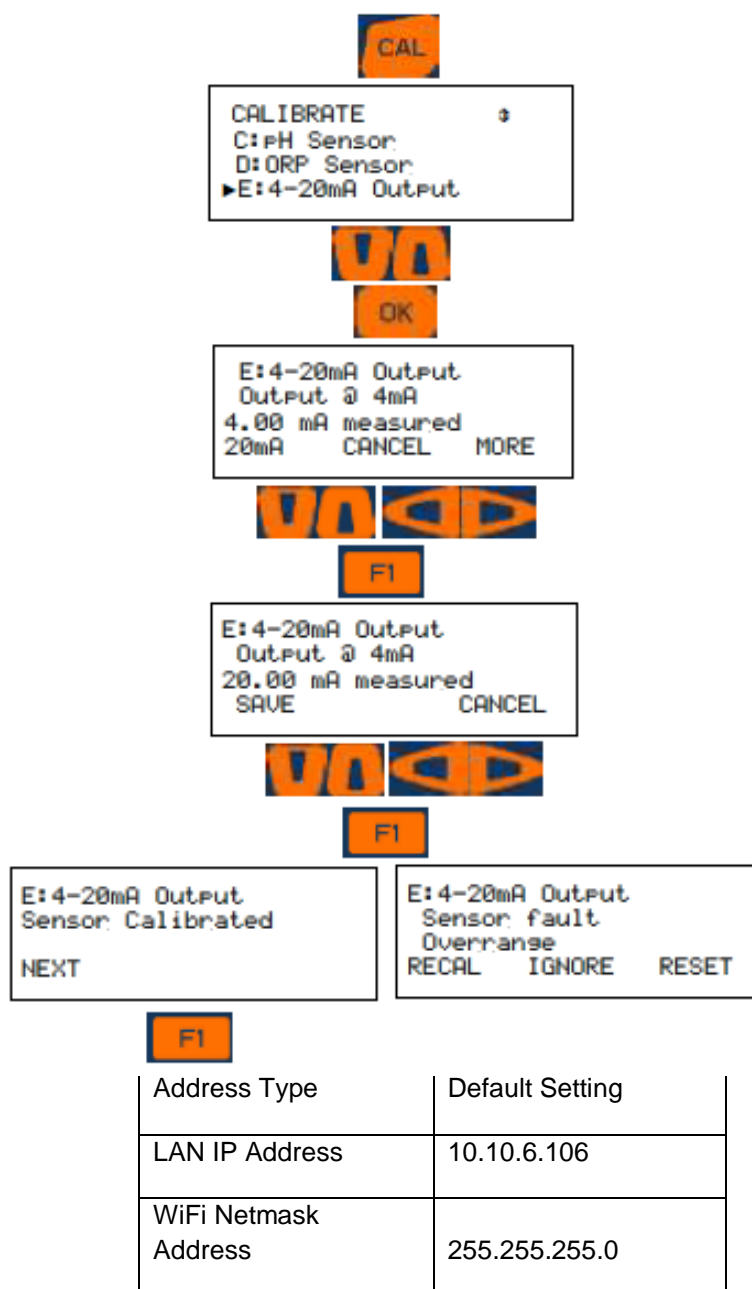 CAL
CALIBRATE
C:pH Sensor
D:ORP Sensor
►E:4-20mA Output
OK
E:4-20mA Output
Output @ 4mA
4.00 mA measured
20mA CANCEL MORE
F1
E:4-20mA Output
Output @ 4mA
20.00 mA measured
SAVE CANCEL
F1
E:4-20mA Output
Sensor Calibrated
NEXT
E:4-20mA Output
Sensor fault
Overrange
RECAL IGNORE RESET
F1
Address Type Default Setting
LAN IP Address 10.10.6.106
WiFi Netmask
Address 255.255.255.0